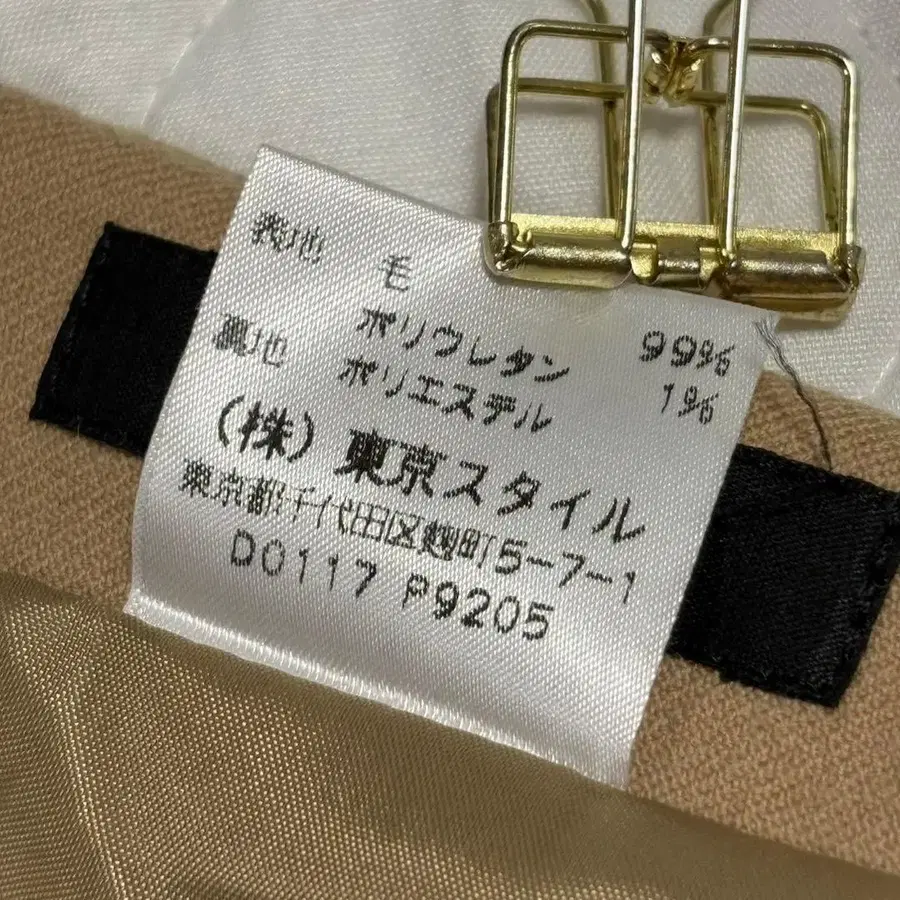 表地 毛 99%
ポリウレタン 1%
裏地 ポリエステル
(株) 東京スタイル
東京都千代田区麹町5-7-1
D0117 P9205